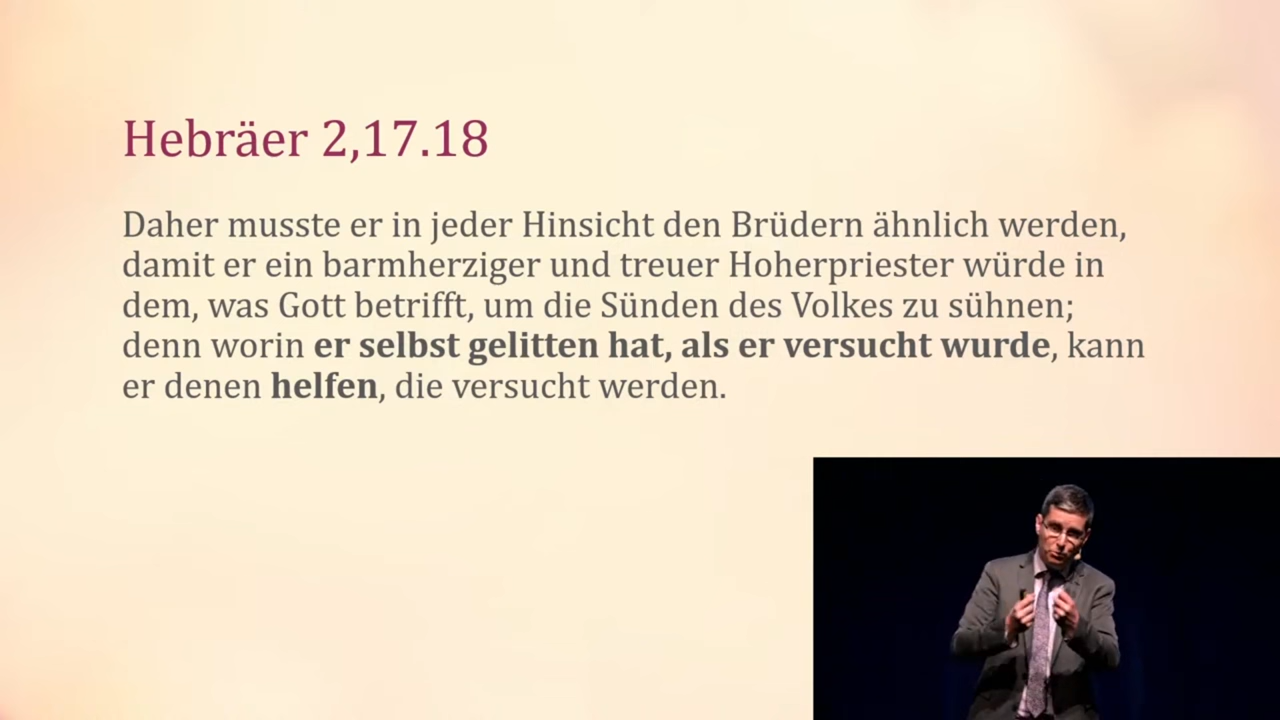 Hebräer 2,17.18
Daher musste er in jeder Hinsicht den Brüdern ähnlich werden,
damit er ein barmherziger und treuer Hoherpriester würde in
dem, was Gott betrifft, um die Sünden des Volkes zu sühnen;
denn worin er selbst gelitten hat, als er versucht wurde, kann
er denen helfen, die versucht werden.